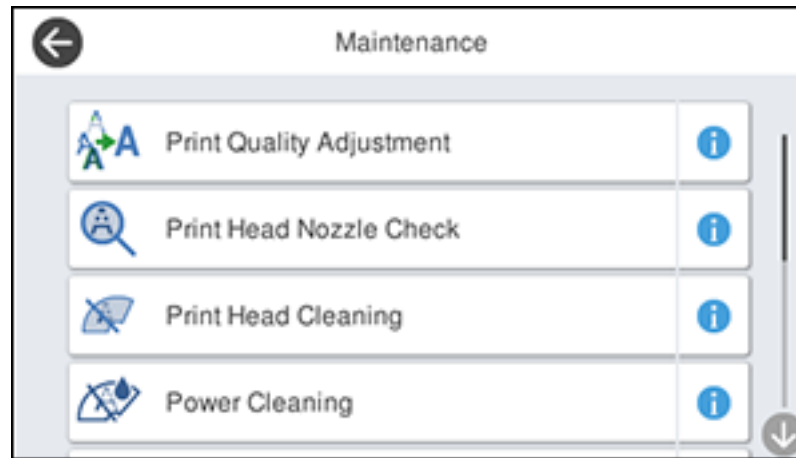 Maintenance
Print Quality Adjustment
Print Head Nozzle Check
Print Head Cleaning
Power Cleaning